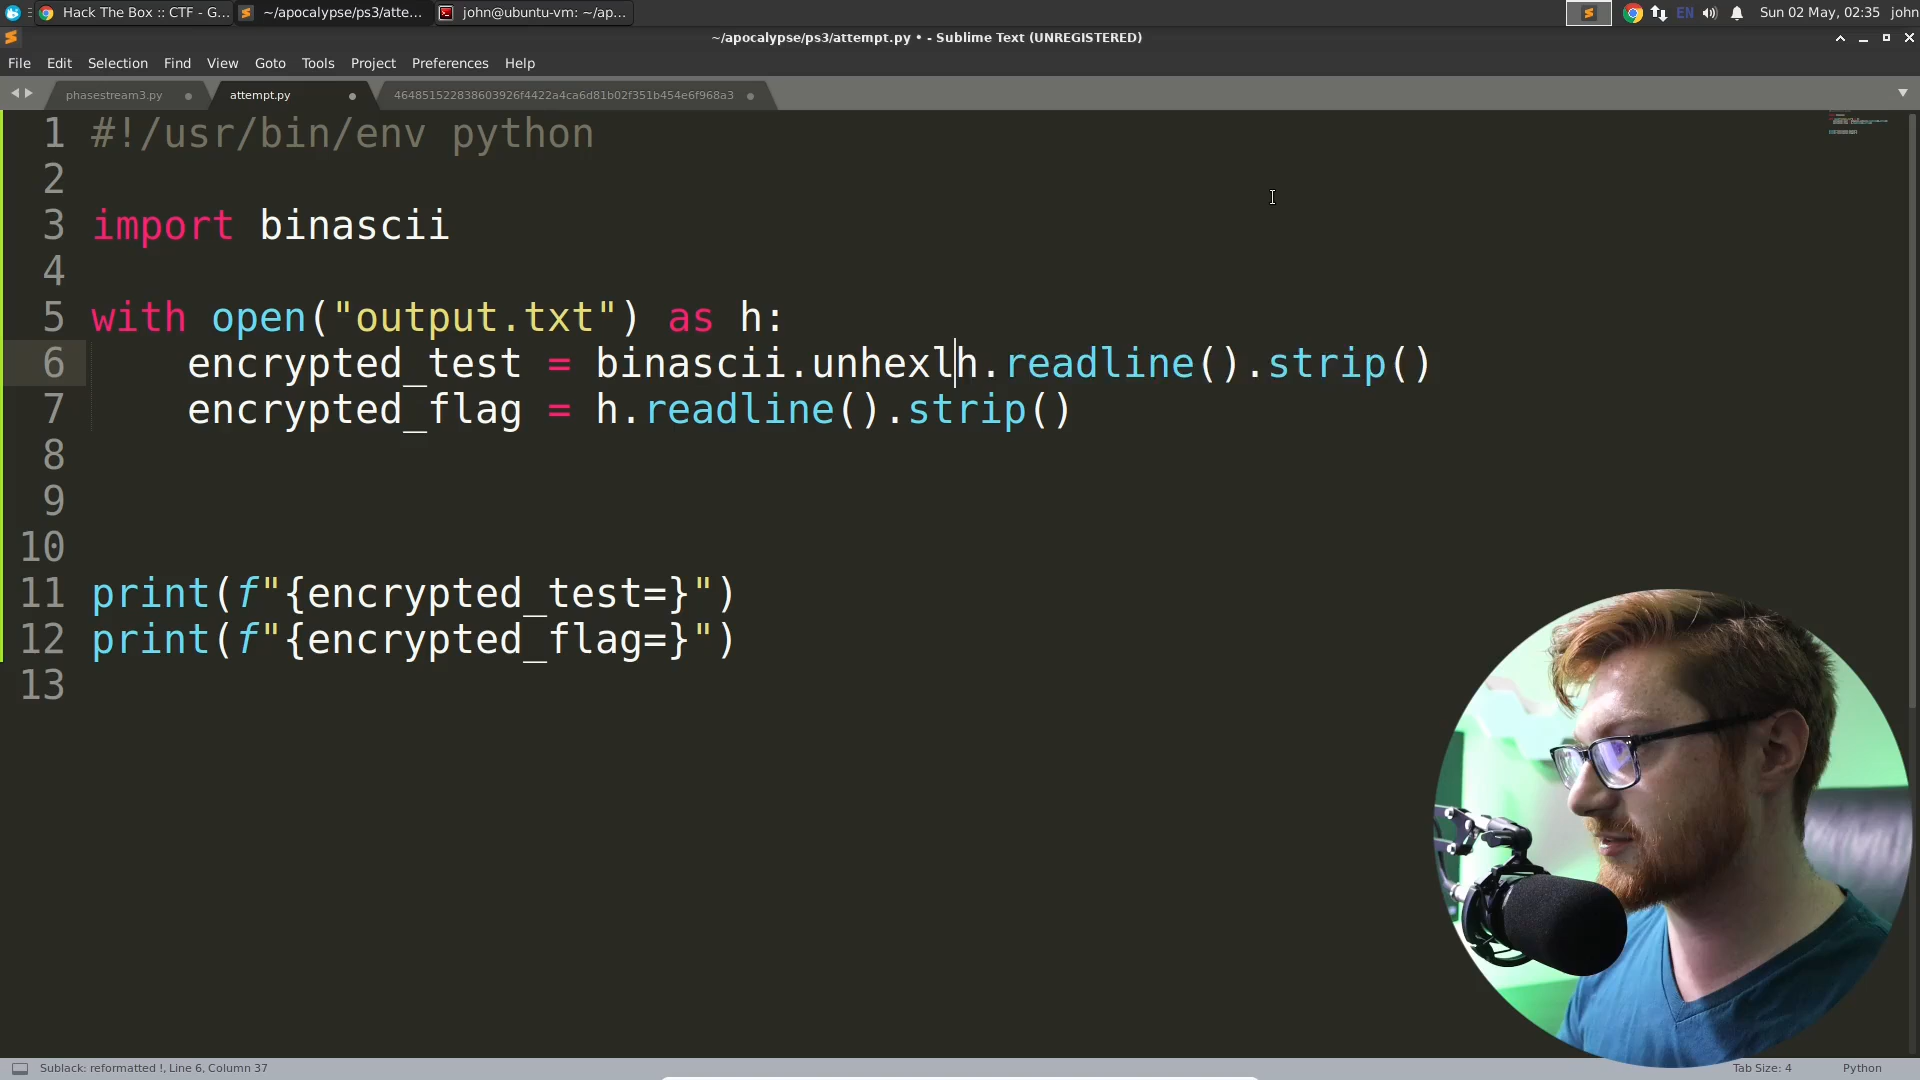 Hack The Box :: CTF - G...
~/apocalypse/ps3/atte...
john@ubuntu-vm: ~/ap...
EN
Sun 02 May, 02:35
john
~/apocalypse/ps3/attempt.py • - Sublime Text (UNREGISTERED)
File Edit Selection Find View Goto Tools Project Preferences Help
phasestream3.py
attempt.py
464851522838603926f4422a4ca6d81b02f351b454e6f968a3
1 #!/usr/bin/env python
2
3 import binascii
4
5 with open("output.txt") as h:
6 encrypted_test = binascii.unhexlh.readline().strip()
7 encrypted_flag = h.readline().strip()
8
9
10
11 print(f"{encrypted_test=}")
12 print(f"{encrypted_flag=}")
13
Sublack: reformatted !, Line 6, Column 37
Tab Size: 4
Python